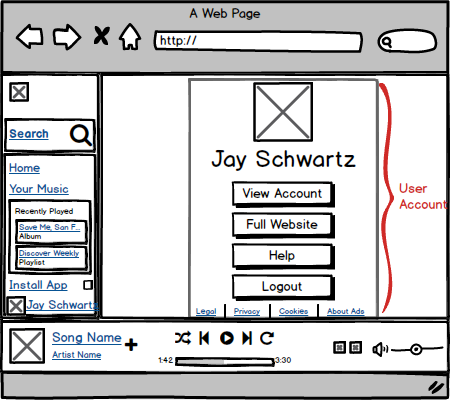 A Web Page
http://
Search
Home
Your Music
Recently Played
Save Me, San F...
Album
Discover Weekly
Playlist
Install App
Jay Schwartz
Jay Schwartz
View Account
Full Website
Help
Logout
Legal Privacy Cookies About Ads
User
Account
Song Name
Artist Name
1:42
3:30